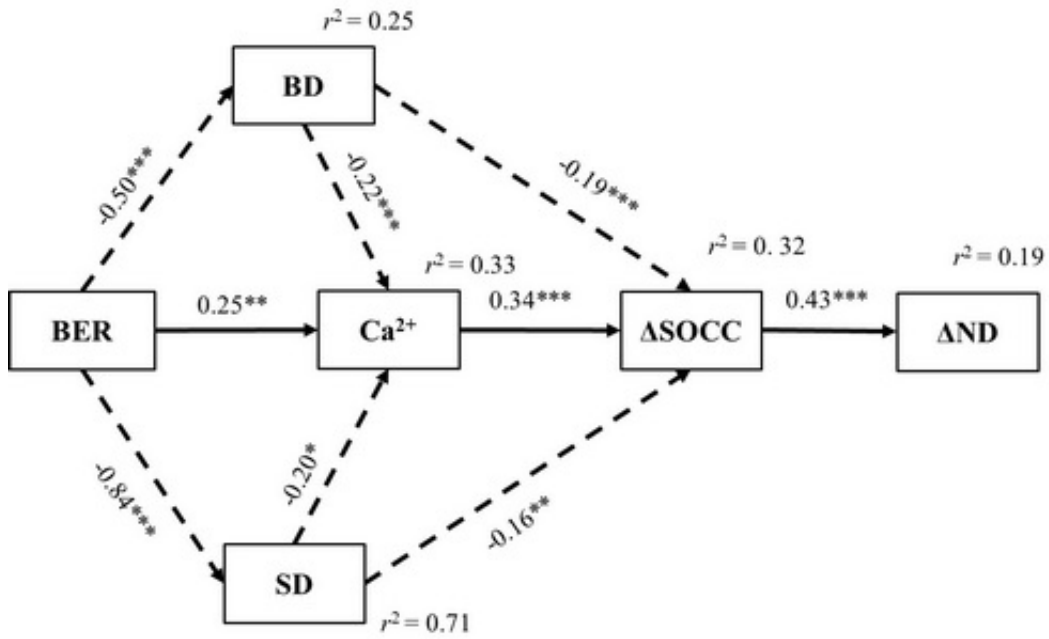 r² = 0.25
BD
-0.50***
-0.22***
-0.19***
r² = 0.33
r² = 0. 32
r² = 0.19
BER
0.25**
Ca²⁺
0.34***
ΔSOCC
0.43***
ΔND
-0.84***
-0.20*
-0.16**
SD
r² = 0.71